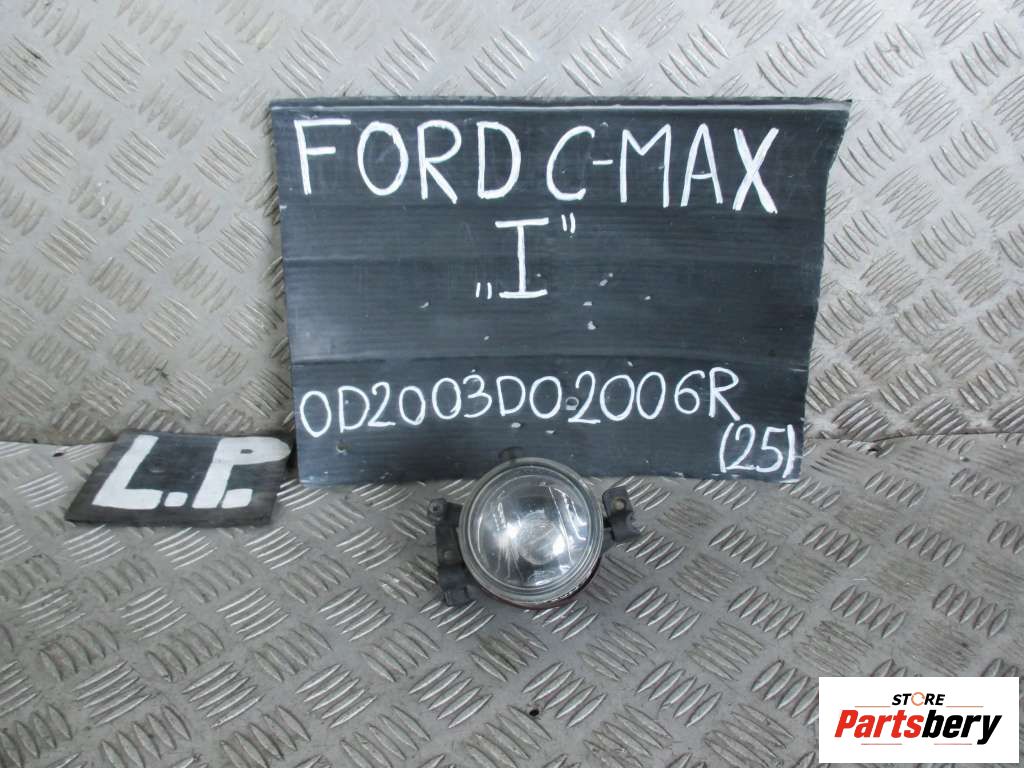 FORD C-MAX
„I”
OD2003DO2006R
(25)
L.P.
STORE
Partsbery